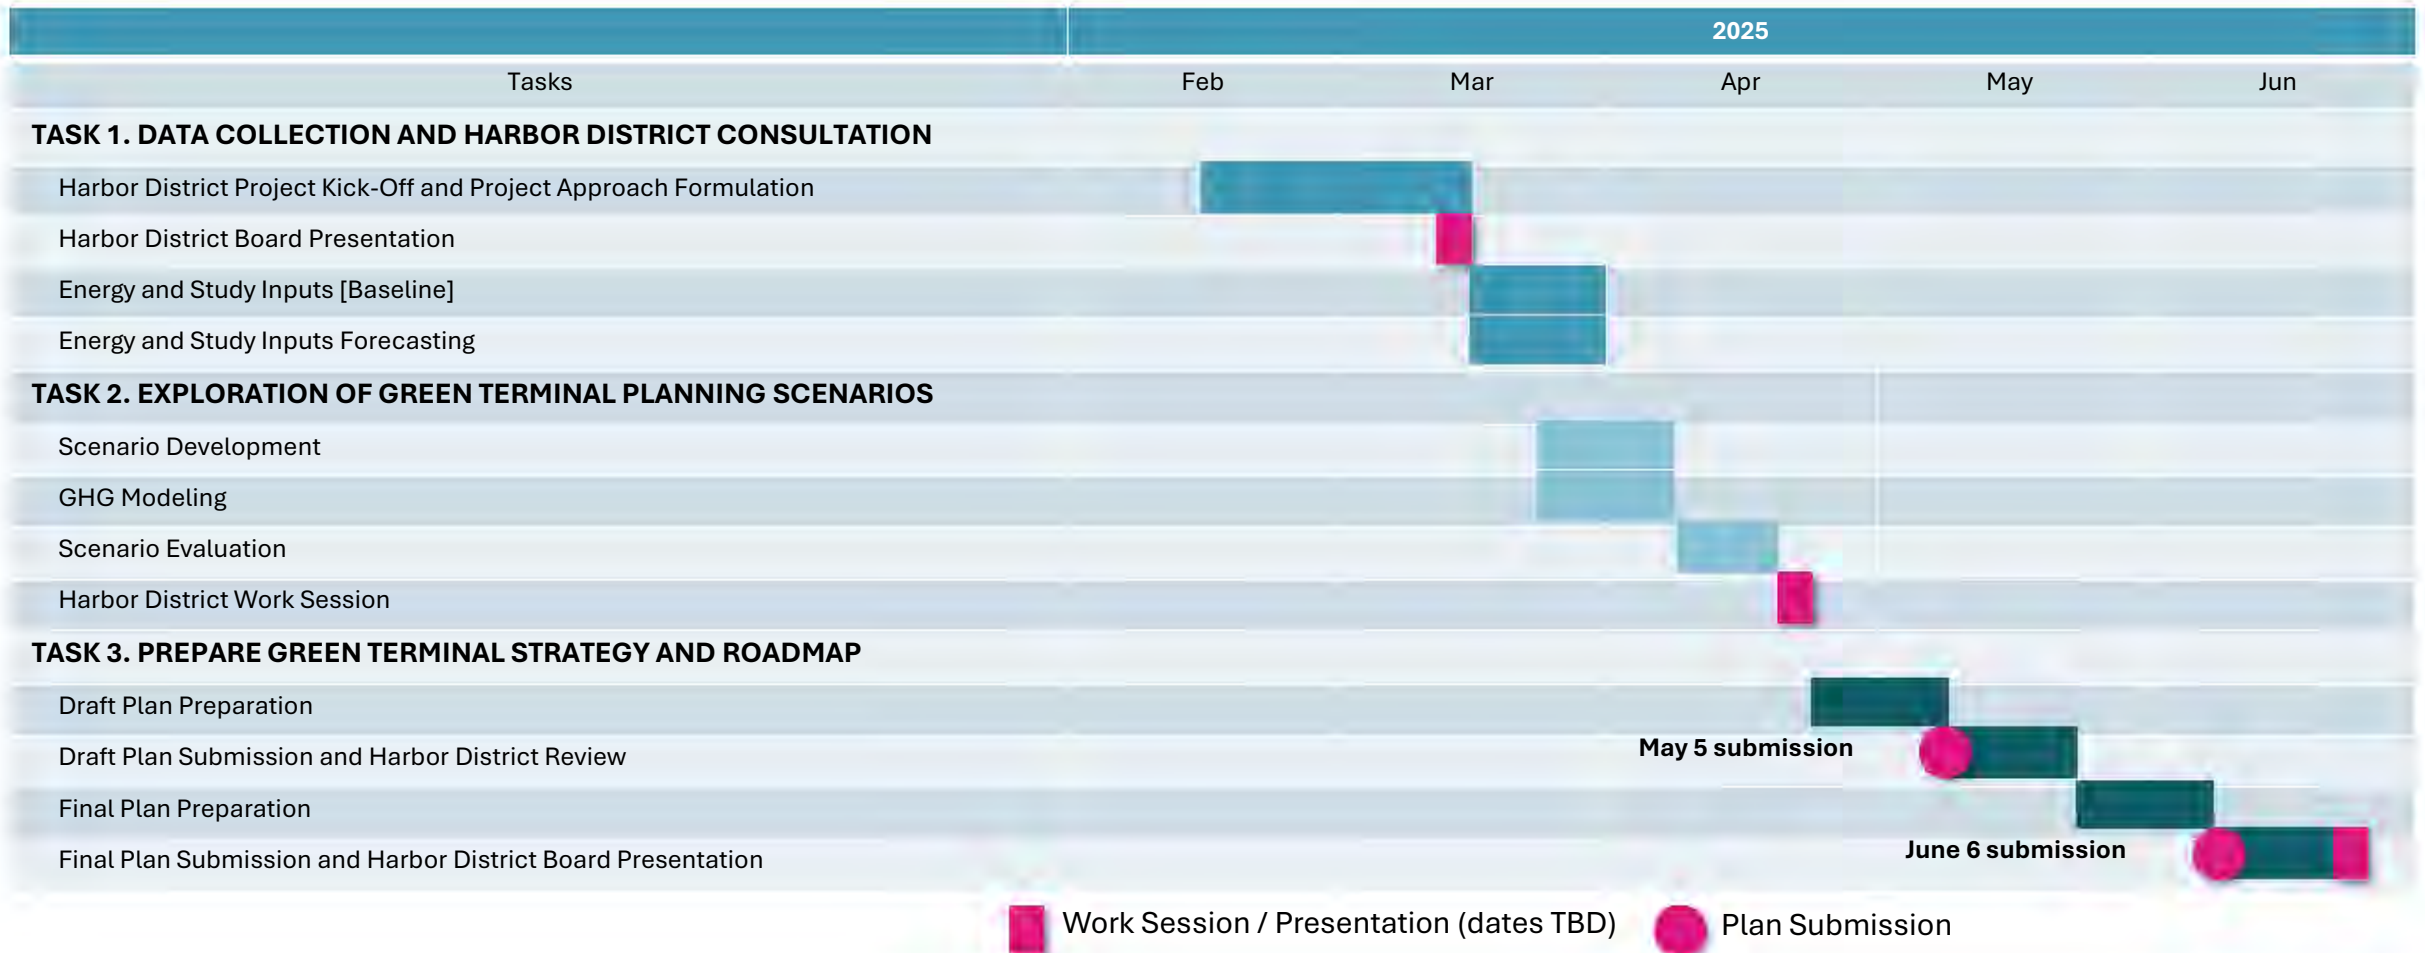 2025
Tasks Feb Mar Apr May Jun
TASK 1. DATA COLLECTION AND HARBOR DISTRICT CONSULTATION
Harbor District Project Kick-Off and Project Approach Formulation
Harbor District Board Presentation
Energy and Study Inputs [Baseline]
Energy and Study Inputs Forecasting
TASK 2. EXPLORATION OF GREEN TERMINAL PLANNING SCENARIOS
Scenario Development
GHG Modeling
Scenario Evaluation
Harbor District Work Session
TASK 3. PREPARE GREEN TERMINAL STRATEGY AND ROADMAP
Draft Plan Preparation
Draft Plan Submission and Harbor District Review May 5 submission
Final Plan Preparation
Final Plan Submission and Harbor District Board Presentation June 6 submission
Work Session / Presentation (dates TBD) Plan Submission